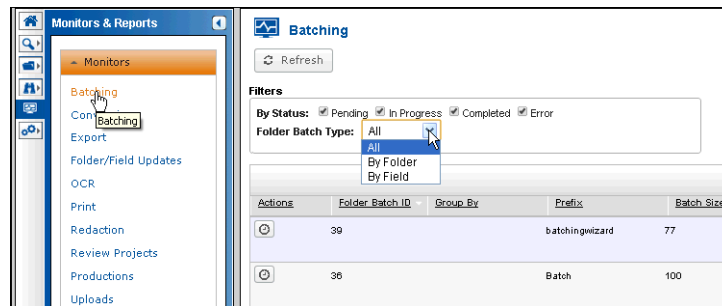 Monitors & Reports
Monitors
Batching
Batching
Export
Folder/Field Updates
OCR
Print
Redaction
Review Projects
Productions
Uploads
Batching
Refresh
Filters
By Status: Pending In Progress Completed Error
Folder Batch Type: All
All
By Folder
By Field
Actions Folder Batch ID Group By Prefix Batch Size
39 batchingwizard 77
36 Batch 100